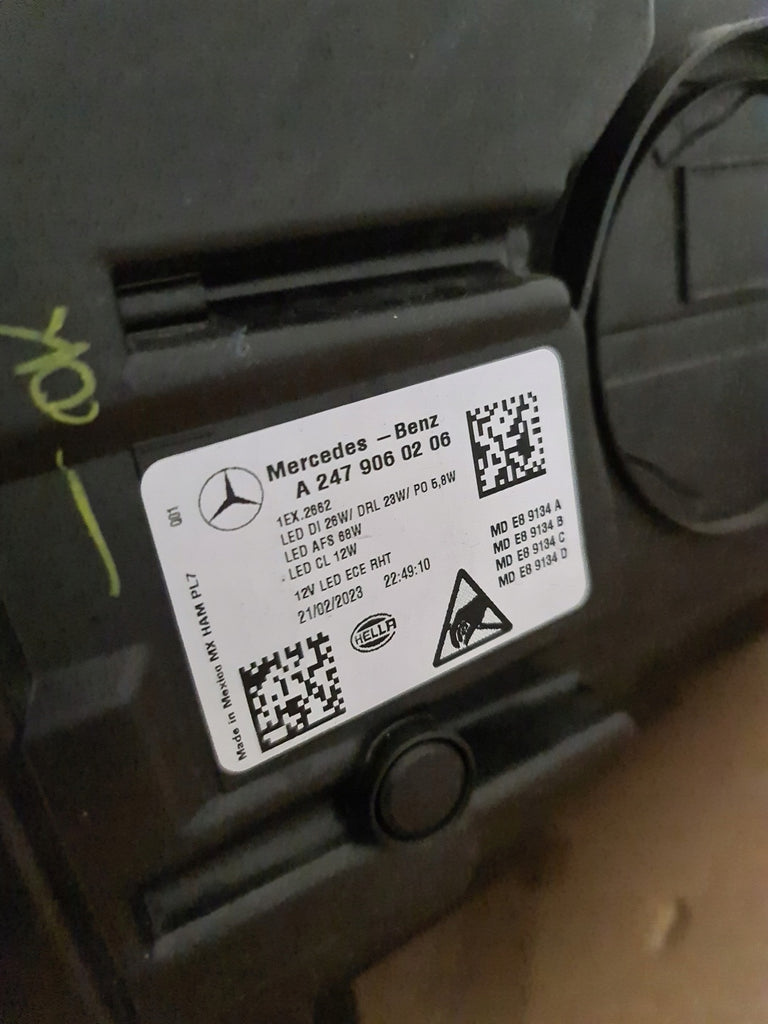 Mercedes - Benz
A 247 906 02 06
1EX.2662
LED DI 26W/ DRL 23W/ PO 5,8W
LED AFS 68W
LED CL 12W
12V LED ECE RHT
21/02/2023 22:49:10
MD E8 9134 A
MD E8 9134 B
MD E8 9134 C
MD E8 9134 D
HELLA
001
Made in Mexico MX HAM PL7